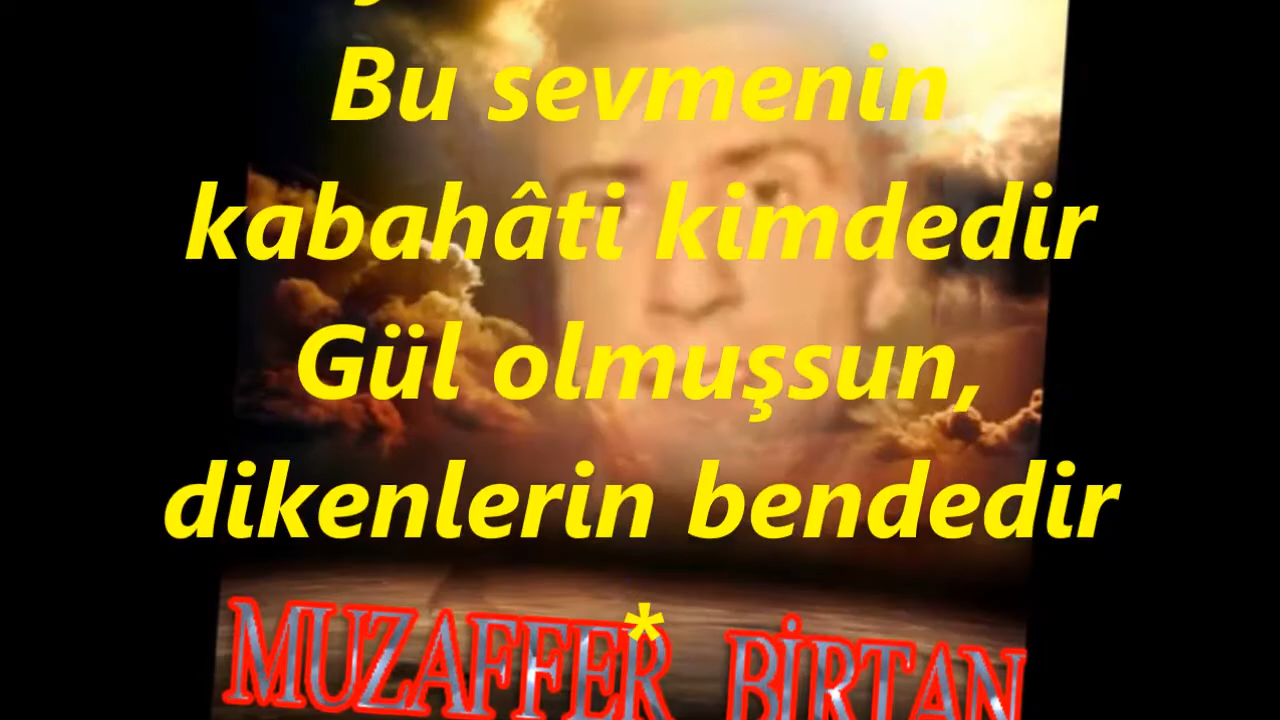 Bu sevmenin
kabahâti kimdedir
Gül olmuşsun,
dikenlerin bendedir
*
MUZAFFER BİRTAN